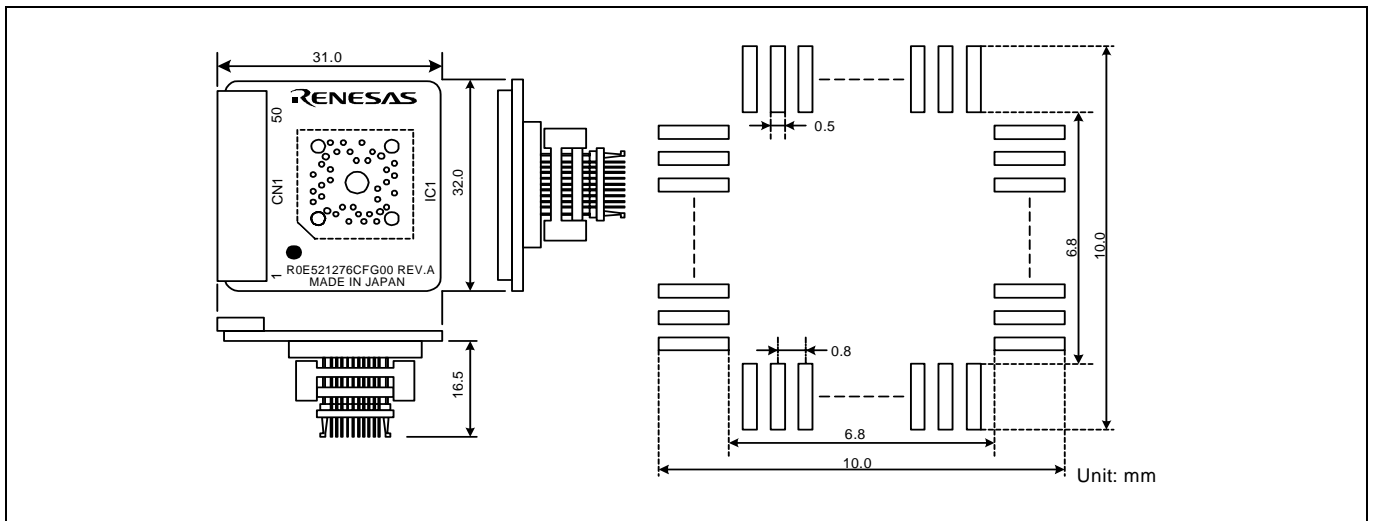 31.0
RENESAS
50
CN1
1
IC1
R0E521276CFG00 REV.A
MADE IN JAPAN
32.0
16.5
0.5
6.8
10.0
0.8
6.8
10.0
Unit: mm